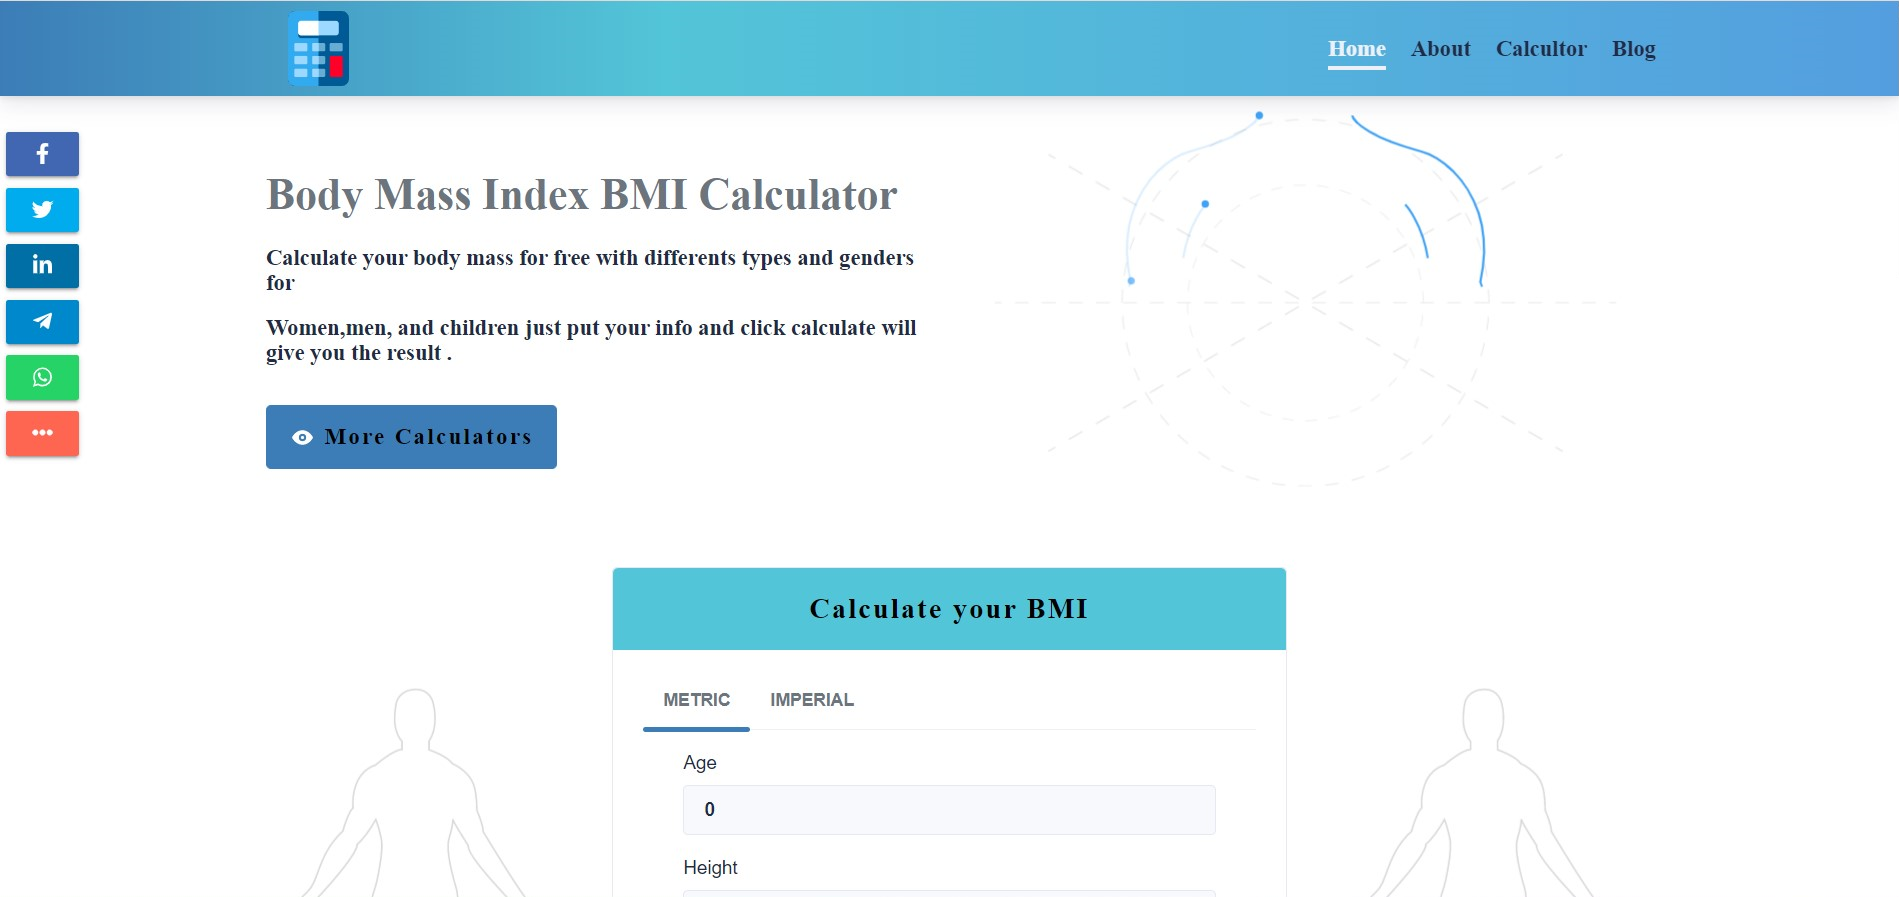 Home About Calcultor Blog
Body Mass Index BMI Calculator
Calculate your body mass for free with differents types and genders
for
Women,men, and children just put your info and click calculate will
give you the result .
More Calculators
Calculate your BMI
METRIC IMPERIAL
Age
0
Height